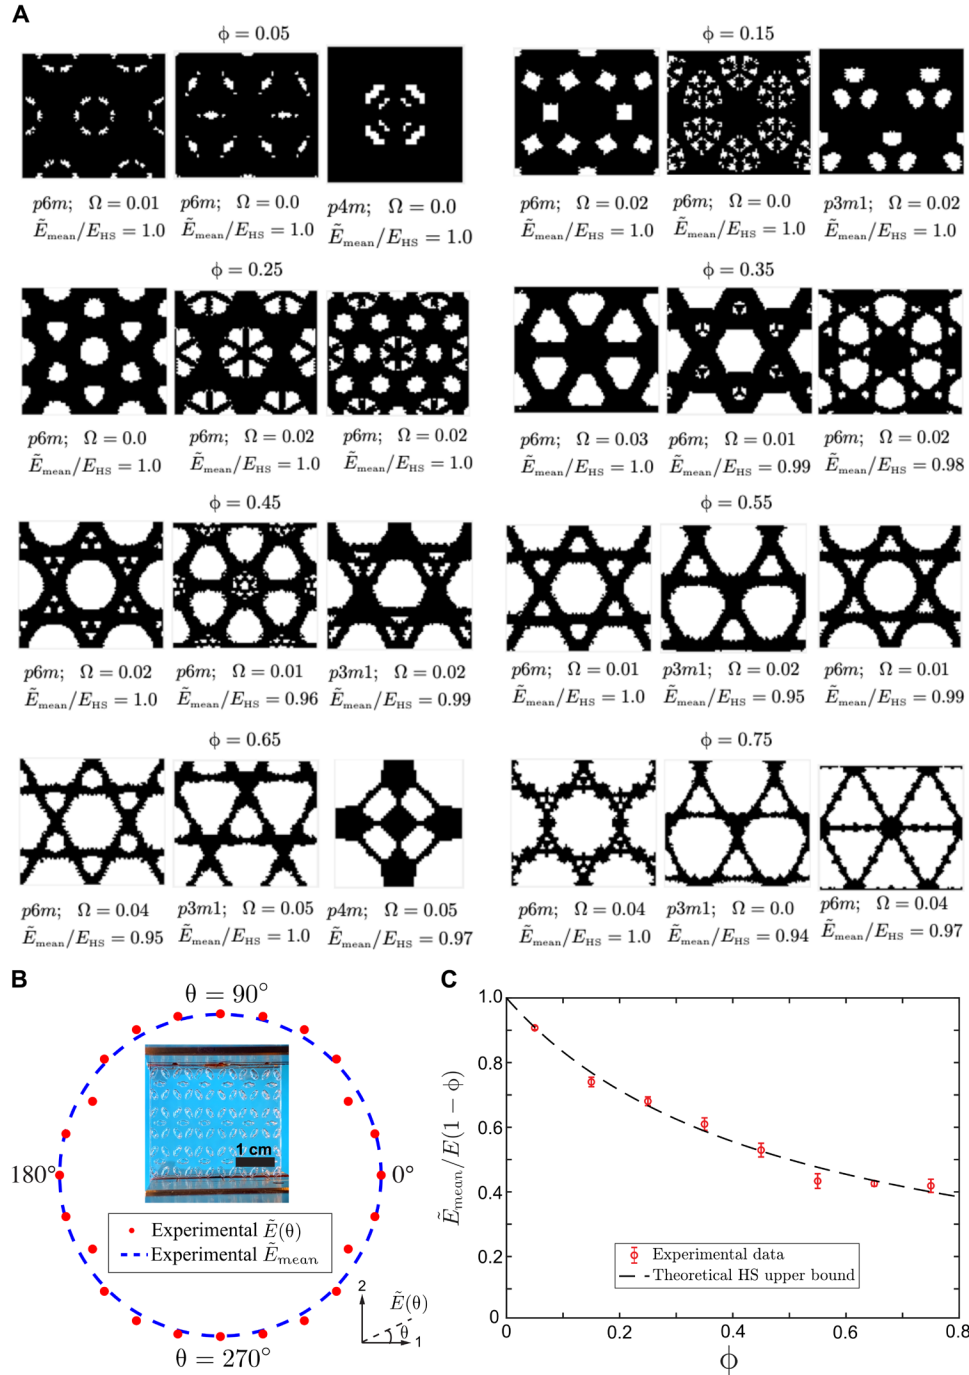 A
ϕ = 0.05
ϕ = 0.15
p6m; Ω = 0.01
Ẽmean/EHS = 1.0
p6m; Ω = 0.0
Ẽmean/EHS = 1.0
p4m; Ω = 0.0
Ẽmean/EHS = 1.0
p6m; Ω = 0.02
Ẽmean/EHS = 1.0
p6m; Ω = 0.0
Ẽmean/EHS = 1.0
p3m1; Ω = 0.02
Ẽmean/EHS = 1.0
ϕ = 0.25
ϕ = 0.35
p6m; Ω = 0.0
Ẽmean/EHS = 1.0
p6m; Ω = 0.02
Ẽmean/EHS = 1.0
p6m; Ω = 0.02
Ẽmean/EHS = 1.0
p6m; Ω = 0.03
Ẽmean/EHS = 1.0
p6m; Ω = 0.01
Ẽmean/EHS = 0.99
p6m; Ω = 0.02
Ẽmean/EHS = 0.98
ϕ = 0.45
ϕ = 0.55
p6m; Ω = 0.02
Ẽmean/EHS = 1.0
p6m; Ω = 0.01
Ẽmean/EHS = 0.96
p3m1; Ω = 0.02
Ẽmean/EHS = 0.99
p6m; Ω = 0.01
Ẽmean/EHS = 1.0
p3m1; Ω = 0.02
Ẽmean/EHS = 0.95
p6m; Ω = 0.01
Ẽmean/EHS = 0.99
ϕ = 0.65
ϕ = 0.75
p6m; Ω = 0.04
Ẽmean/EHS = 0.95
p3m1; Ω = 0.05
Ẽmean/EHS = 1.0
p4m; Ω = 0.05
Ẽmean/EHS = 0.97
p6m; Ω = 0.04
Ẽmean/EHS = 1.0
p3m1; Ω = 0.0
Ẽmean/EHS = 0.94
p6m; Ω = 0.04
Ẽmean/EHS = 0.97
B
θ = 90°
180°
0°
1 cm
Experimental Ẽ(θ)
Experimental Ẽmean
θ = 270°
2
Ẽ(θ)
θ
1
C
1.0
0.8
0.6
0.4
0.2
0
Ẽmean/E(1 − ϕ)
Experimental data
Theoretical HS upper bound
0
0.2
0.4
0.6
0.8
ϕ